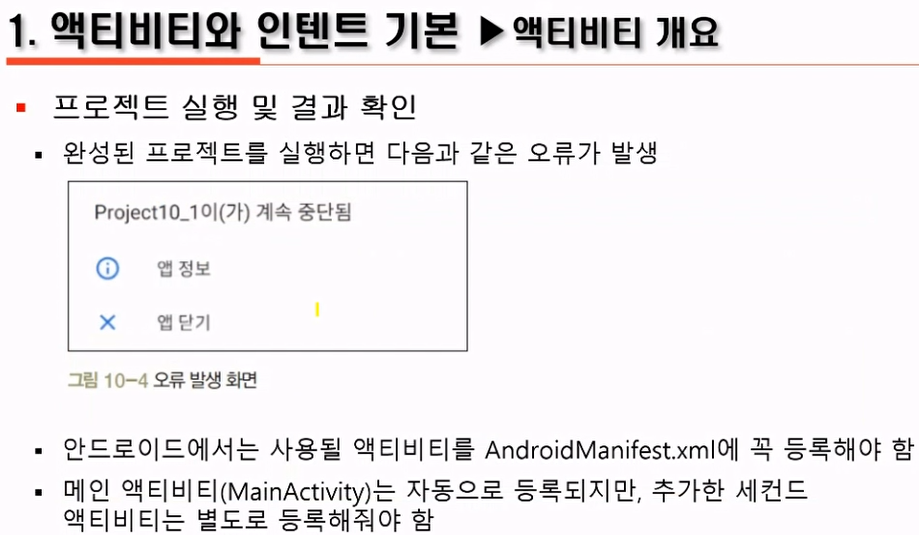 1. 액티비티와 인텐트 기본 ▶액티비티 개요
▪ 프로젝트 실행 및 결과 확인
▪ 완성된 프로젝트를 실행하면 다음과 같은 오류가 발생
Project10_1이(가) 계속 중단됨
앱 정보
앱 닫기
그림 10-4 오류 발생 화면
▪ 안드로이드에서는 사용될 액티비티를 AndroidManifest.xml에 꼭 등록해야 함
▪ 메인 액티비티(MainActivity)는 자동으로 등록되지만, 추가한 세컨드
액티비티는 별도로 등록해줘야 함